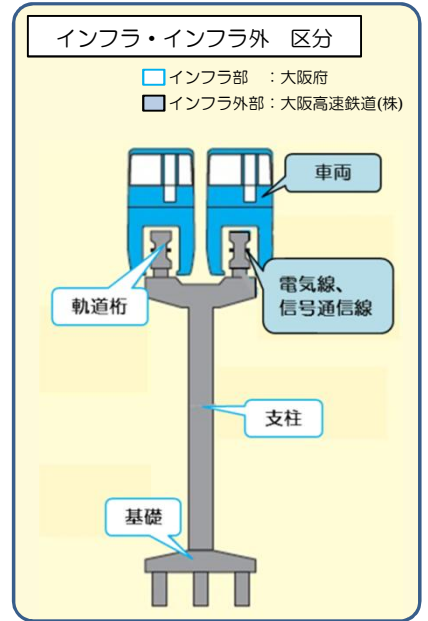 インフラ・インフラ外 区分
インフラ部 :大阪府
インフラ外部:大阪高速鉄道(株)
車両
軌道桁
電気線、
信号通信線
支柱
基礎